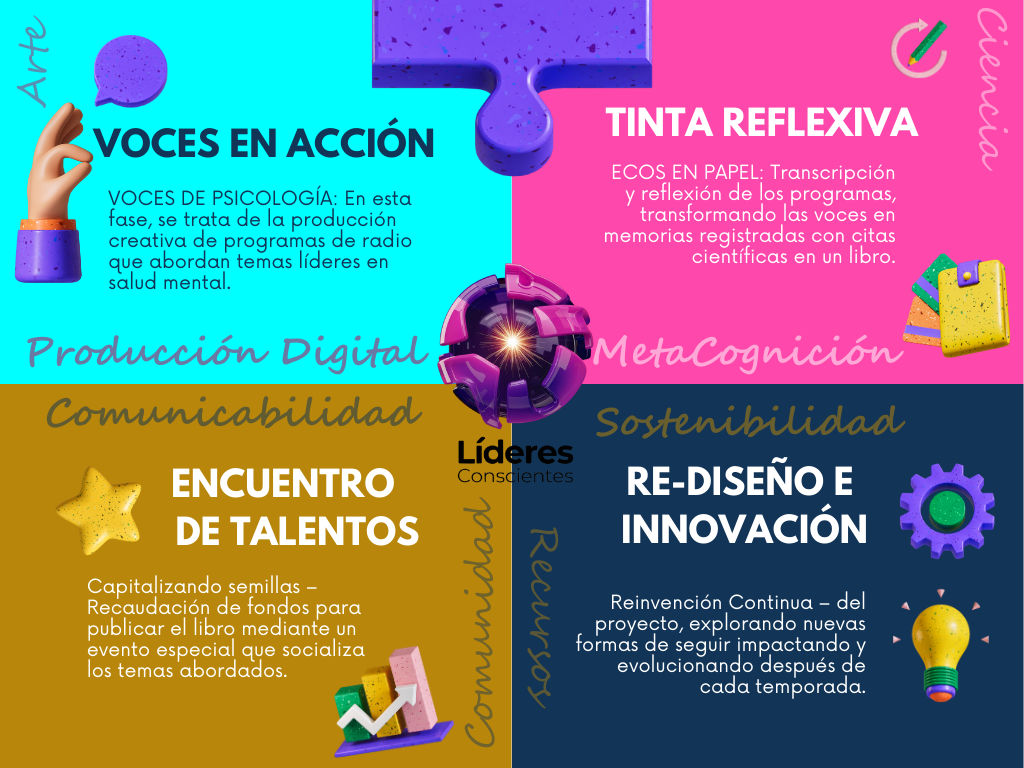 Arte
VOCES EN ACCIÓN
VOCES DE PSICOLOGÍA: En esta
fase, se trata de la producción
creativa de programas de radio
que abordan temas líderes en
salud mental.
Producción Digital
Ciencia
TINTA REFLEXIVA
ECOS EN PAPEL: Transcripción
y reflexión de los programas,
transformando las voces en
memorias registradas con citas
científicas en un libro.
MetaCognición
Líderes
Conscientes
Comunicabilidad
ENCUENTRO
DE TALENTOS
Capitalizando semillas –
Recaudación de fondos para
publicar el libro mediante un
evento especial que socializa
los temas abordados.
Comunidad
Sostenibilidad
RE-DISEÑO E
INNOVACIÓN
Reinvención Continua – del
proyecto, explorando nuevas
formas de seguir impactando y
evolucionando después de
cada temporada.
Recursos